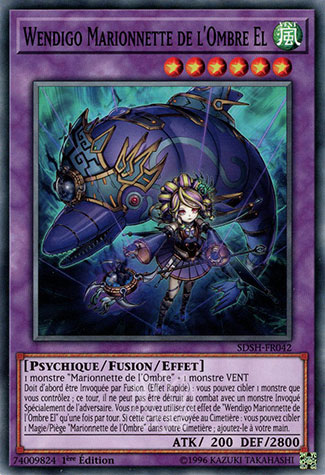 Wendigo Marionnette de l'Ombre El
VENT
風
SDSH-FR042
[Psychique/Fusion/Effet]
1 monstre "Marionnette de l'Ombre" + 1 monstre VENT
Doit d'abord être Invoquée par Fusion. (Effet Rapide) : vous pouvez cibler 1 monstre que
vous contrôlez ; ce tour, il ne peut pas être détruit au combat avec un monstre Invoqué
Spécialement de l'adversaire. Vous ne pouvez utiliser cet effet de "Wendigo Marionnette de
l'Ombre El" qu'une fois par tour. Si cette carte est envoyée au Cimetière : vous pouvez cibler
1 Magie/Piège "Marionnette de l'Ombre" dans votre Cimetière ; ajoutez-le à votre main.
ATK / 200 DEF/2800
74009824 1ère Édition ©1996 KAZUKI TAKAHASHI